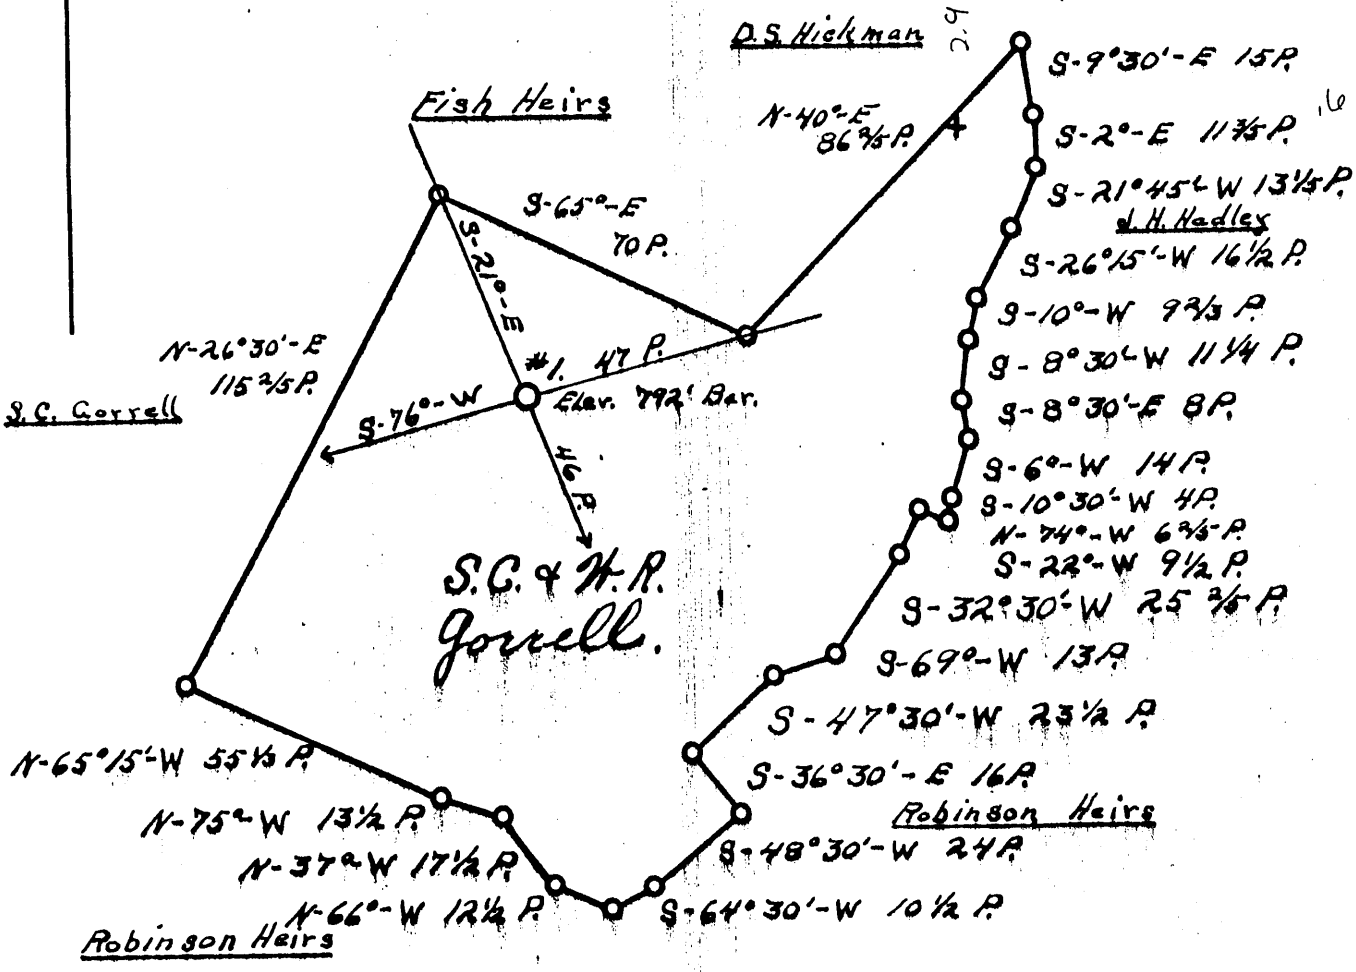 D.S. Hickman
2.9
S-9°30'-E 15P.
Fish Heirs
N-40°-E
86 2/5 P.
.6
S-2°-E 11 3/5 P.
S-21°45'-W 13 1/5 P.
J.H. Hadley
S-65°-E
70 P.
S-26°15'-W 16 1/2 P.
S-21°-E
S-10°-W 9 2/3 P.
N-26°30'-E
115 2/5 P.
#1. 47 P.
S-8°30'-W 11 1/4 P.
Elev. 792' Bar.
S.C. Gorrell
S-76°-W
S-8°30'-E 8P.
46 P.
S-6°-W 14 P.
S-10°30'-W 4P.
N-74°-W 6 2/5 P.
S-22°-W 9 1/2 P.
S.C. & W.R.
Gorrell.
S-32°30'-W 25 2/5 P.
S-69°-W 13P.
S-47°30'-W 23 1/2 P.
N-65°15'-W 55 1/3 P.
S-36°30'-E 16P.
Robinson Heirs
N-75°-W 13 1/2 P.
S-48°30'-W 24P.
N-37°-W 17 1/2 P.
N-66°-W 12 1/2 P.
S-64°30'-W 10 1/2 P.
Robinson Heirs